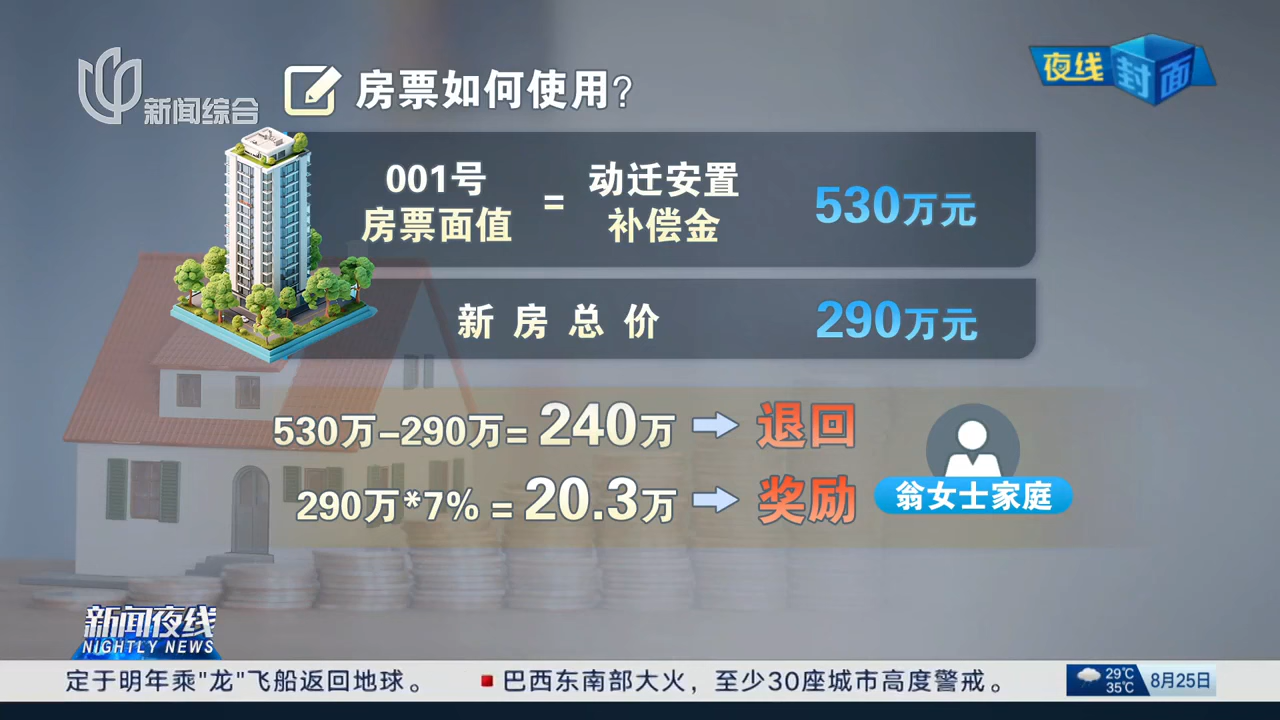 新闻综合
房票如何使用?
夜线
封面
001号
房票面值
=
动迁安置
补偿金
530万元
新房总价
290万元
530万-290万=240万
退回
290万*7%=20.3万
奖励
翁女士家庭
新闻夜线
NIGHTLY NEWS
定于明年乘"龙"飞船返回地球。
巴西东南部大火，至少30座城市高度警戒。
29℃
35℃
8月25日